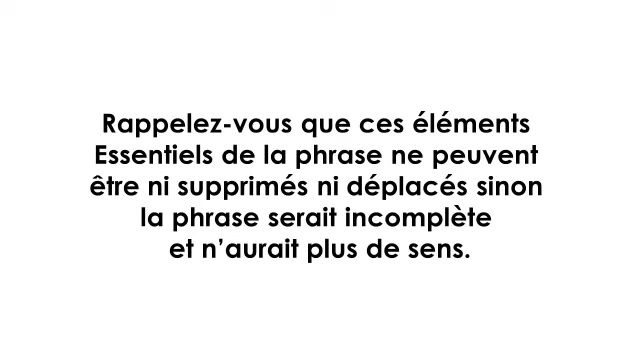 Rappelez-vous que ces éléments
Essentiels de la phrase ne peuvent
être ni supprimés ni déplacés sinon
la phrase serait incomplète
et n’aurait plus de sens.